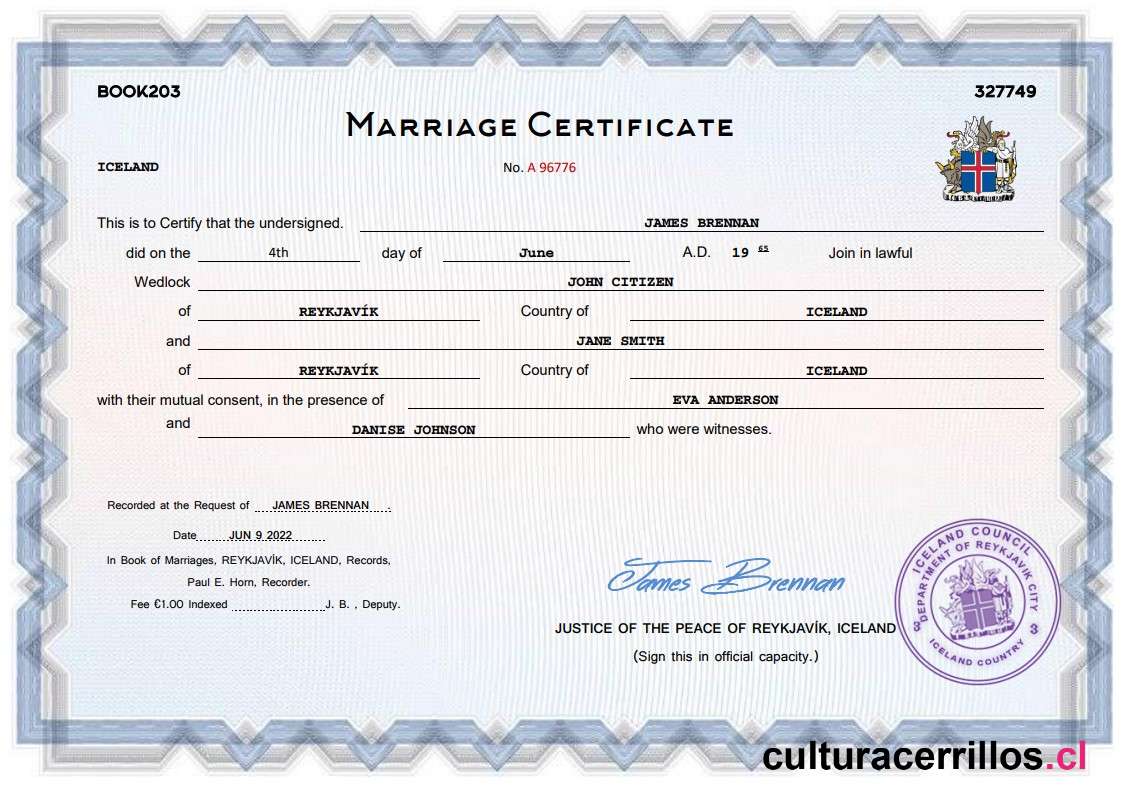 BOOK203
327749
MARRIAGE CERTIFICATE
ICELAND
No. A 96776
This is to Certify that the undersigned. JAMES BRENNAN
did on the 4th day of June A.D. 19 65 Join in lawful
Wedlock JOHN CITIZEN
of REYKJAVÍK Country of ICELAND
and JANE SMITH
of REYKJAVÍK Country of ICELAND
with their mutual consent, in the presence of EVA ANDERSON
and DANISE JOHNSON who were witnesses.
Recorded at the Request of JAMES BRENNAN .
Date JUN 9 2022
In Book of Marriages, REYKJAVÍK, ICELAND, Records,
Paul E. Horn, Recorder.
Fee €1.00 Indexed J. B. , Deputy.
James Brennan
JUSTICE OF THE PEACE OF REYKJAVÍK, ICELAND
(Sign this in official capacity.)
ICELAND COUNCIL
DEPARTMENT OF REYKJAVIK CITY
3 3
ICELAND COUNTRY
culturacerrillos.cl